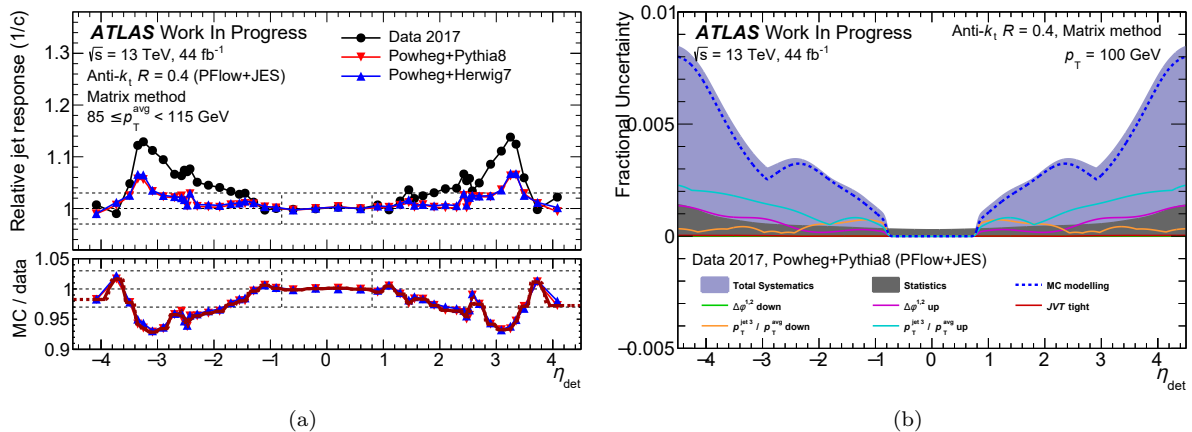 ATLAS Work In Progress
√s = 13 TeV, 44 fb⁻¹
Anti-kₜ R = 0.4 (PFlow+JES)
Matrix method
85 ≤ p_T^avg < 115 GeV
Data 2017
Powheg+Pythia8
Powheg+Herwig7
Relative jet response (1/c)
1.3
1.2
1.1
1
1.05
1
0.95
0.9
MC / data
−4 −3 −2 −1 0 1 2 3 4
η_det
(a)
0.01
0.005
0
−0.005
Fractional Uncertainty
ATLAS Work In Progress
√s = 13 TeV, 44 fb⁻¹
Anti-kₜ R = 0.4, Matrix method
p_T = 100 GeV
Data 2017, Powheg+Pythia8 (PFlow+JES)
Total Systematics
Statistics
MC modelling
Δφ^1,2 down
Δφ^1,2 up
JVT tight
p_T^jet 3 / p_T^avg down
p_T^jet 3 / p_T^avg up
−4 −3 −2 −1 0 1 2 3 4
η_det
(b)